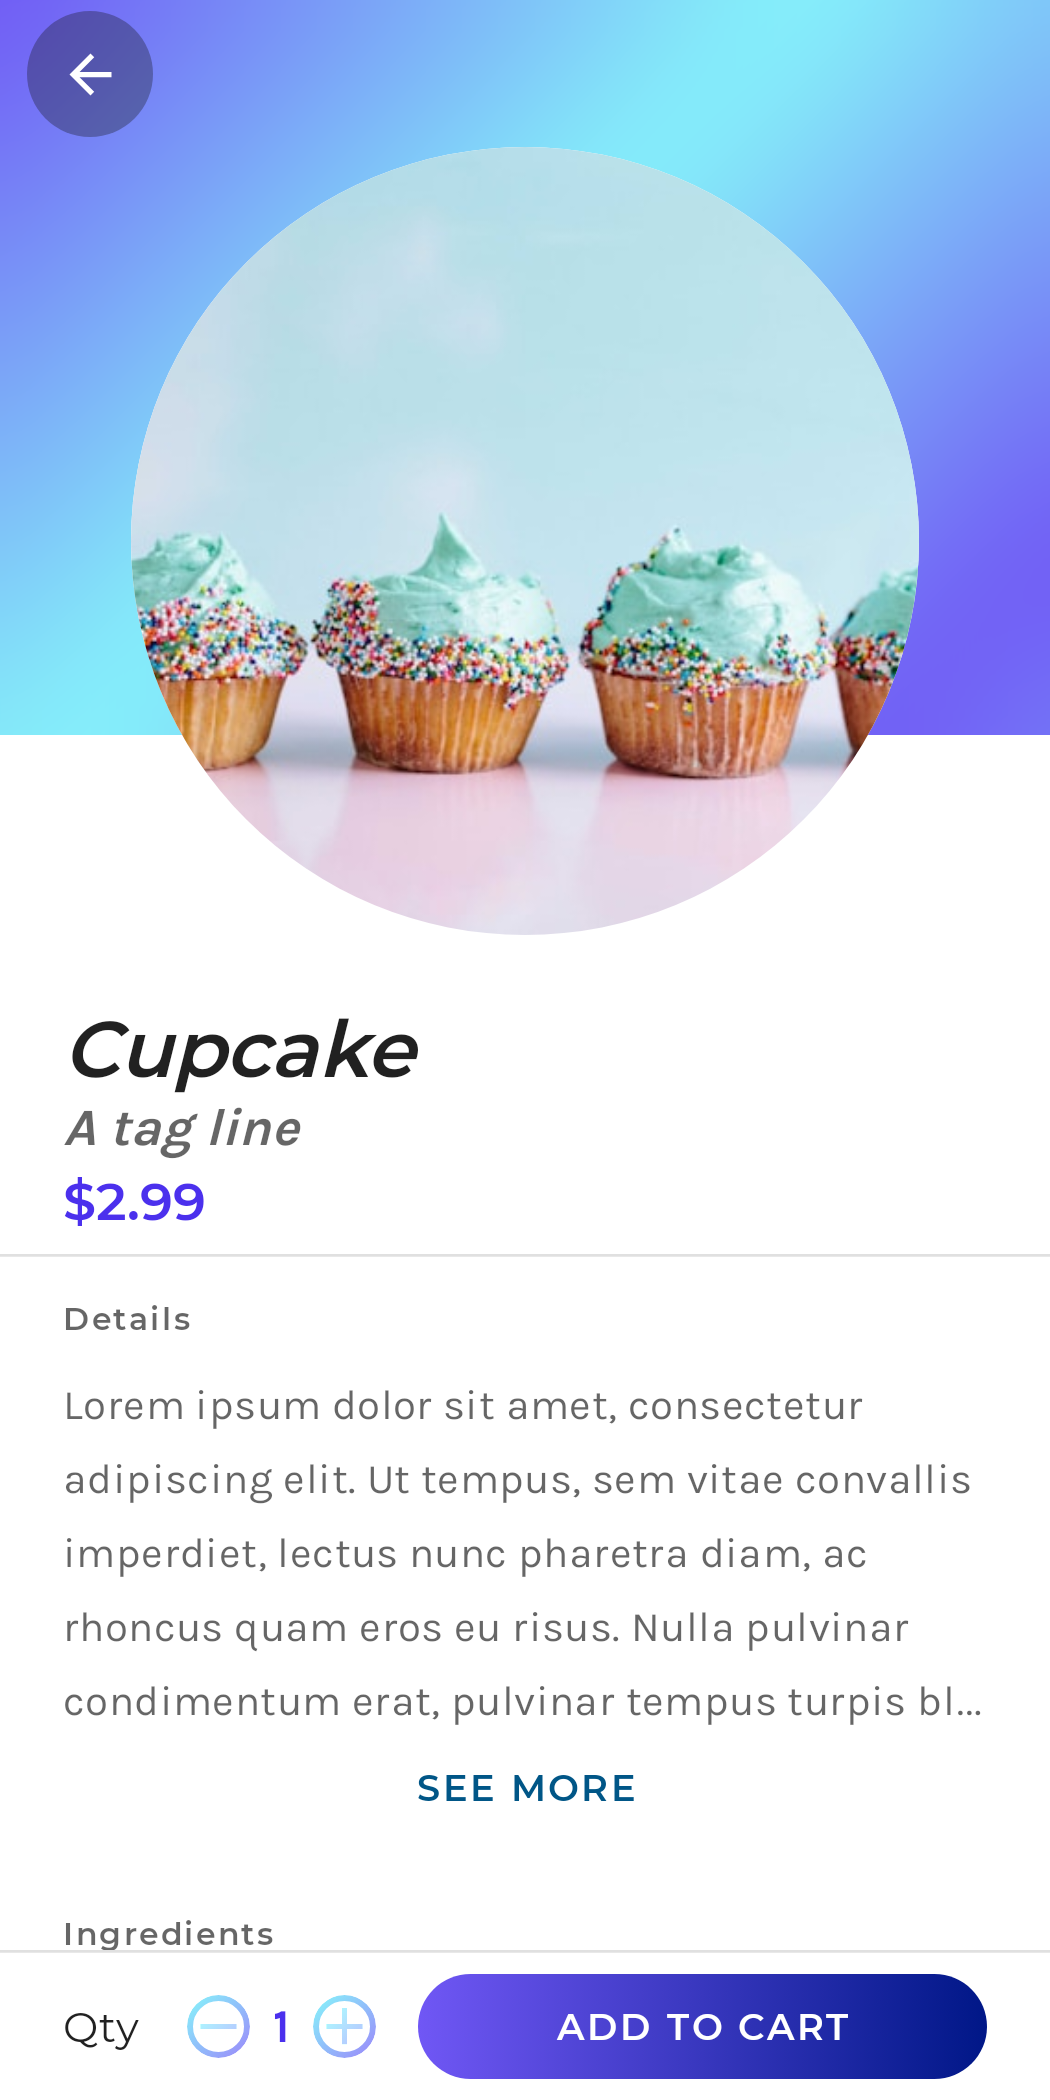 Cupcake
A tag line
$2.99
Details
Lorem ipsum dolor sit amet, consectetur
adipiscing elit. Ut tempus, sem vitae convallis
imperdiet, lectus nunc pharetra diam, ac
rhoncus quam eros eu risus. Nulla pulvinar
condimentum erat, pulvinar tempus turpis bl...
SEE MORE
Ingredients
Qty 1 ADD TO CART